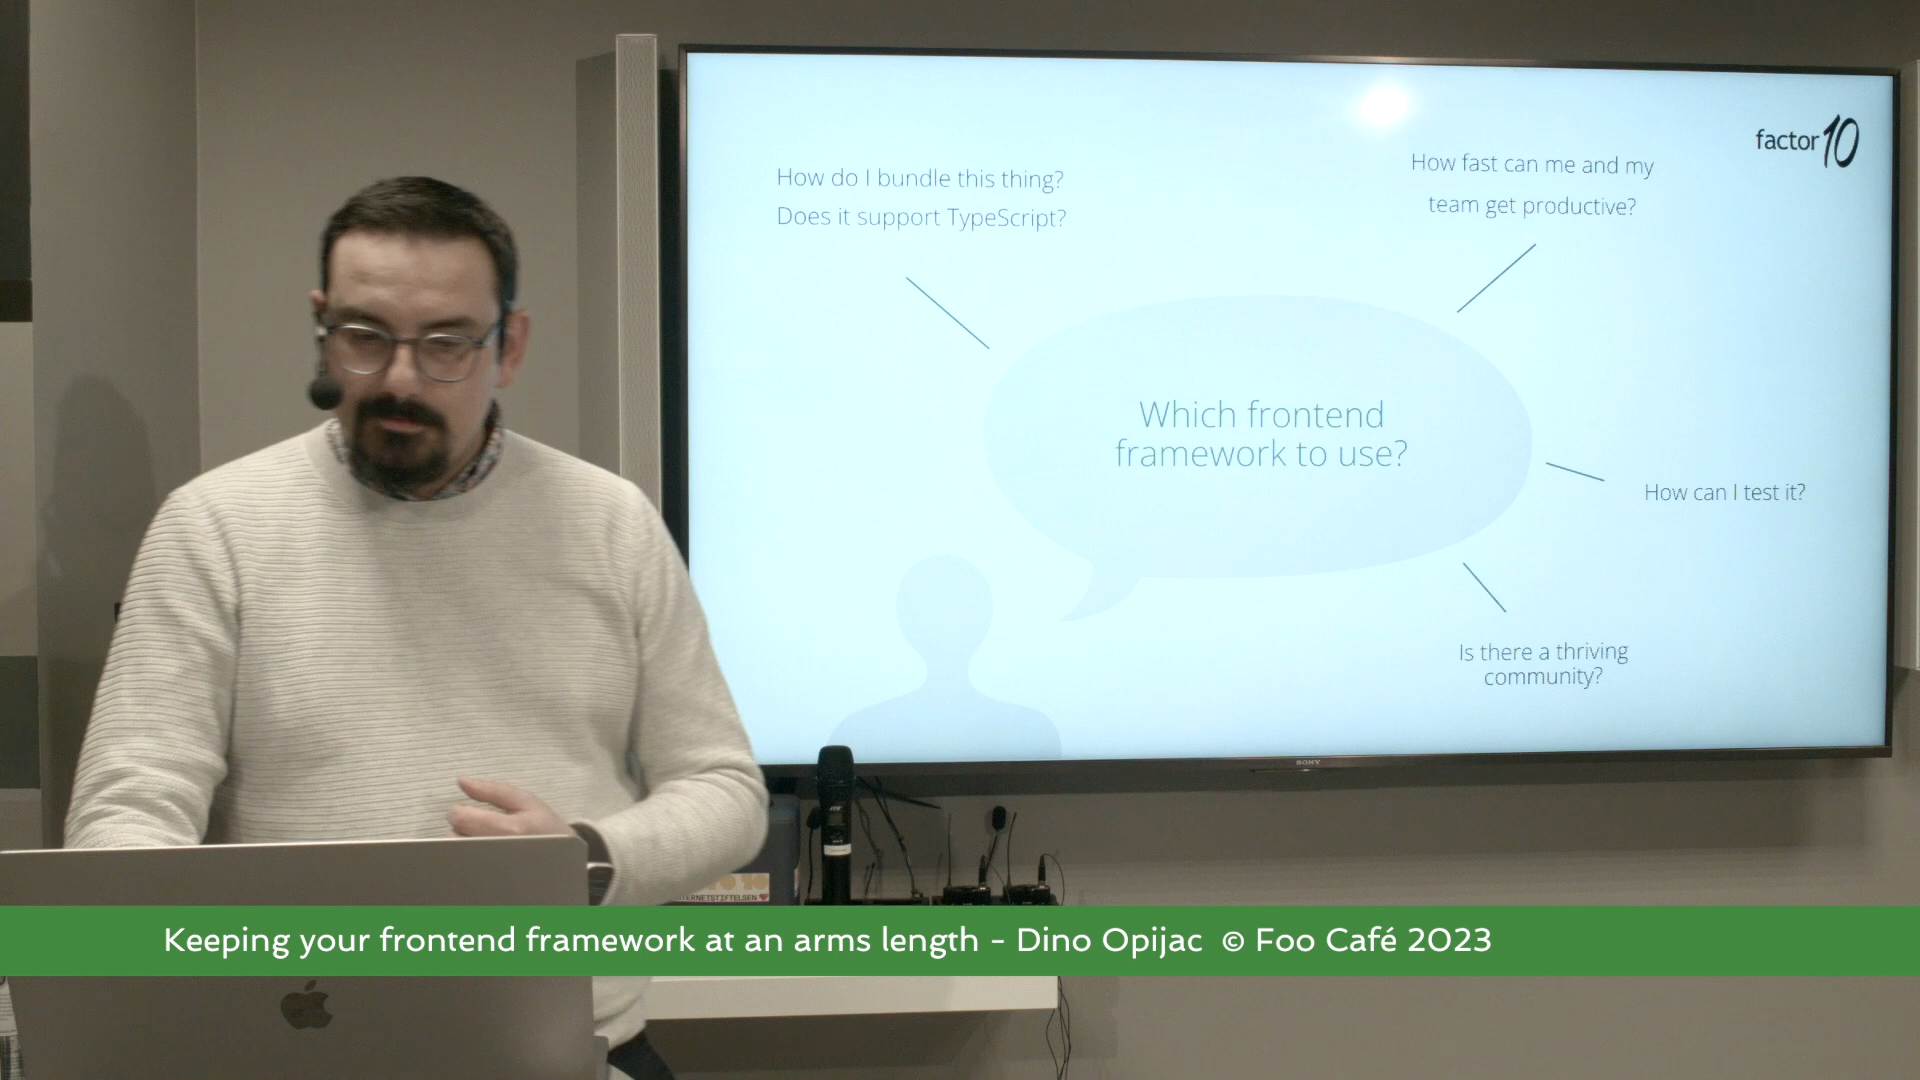 How do I bundle this thing?
Does it support TypeScript?
How fast can me and my
team get productive?
factor10
Which frontend
framework to use?
How can I test it?
Is there a thriving
community?
SONY
Keeping your frontend framework at an arms length - Dino Opijac © Foo Café 2023